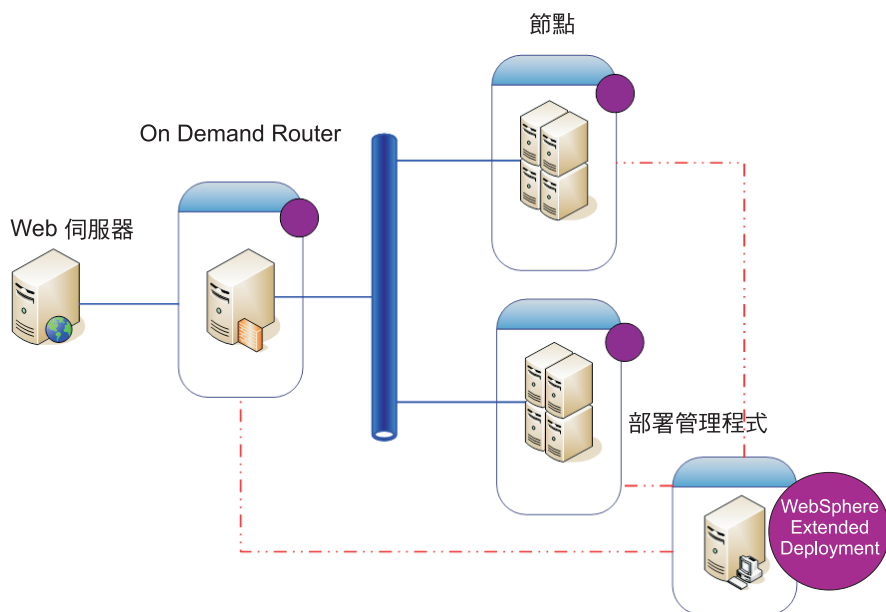 節點
On Demand Router
Web 伺服器
部署管理程式
WebSphere
Extended
Deployment